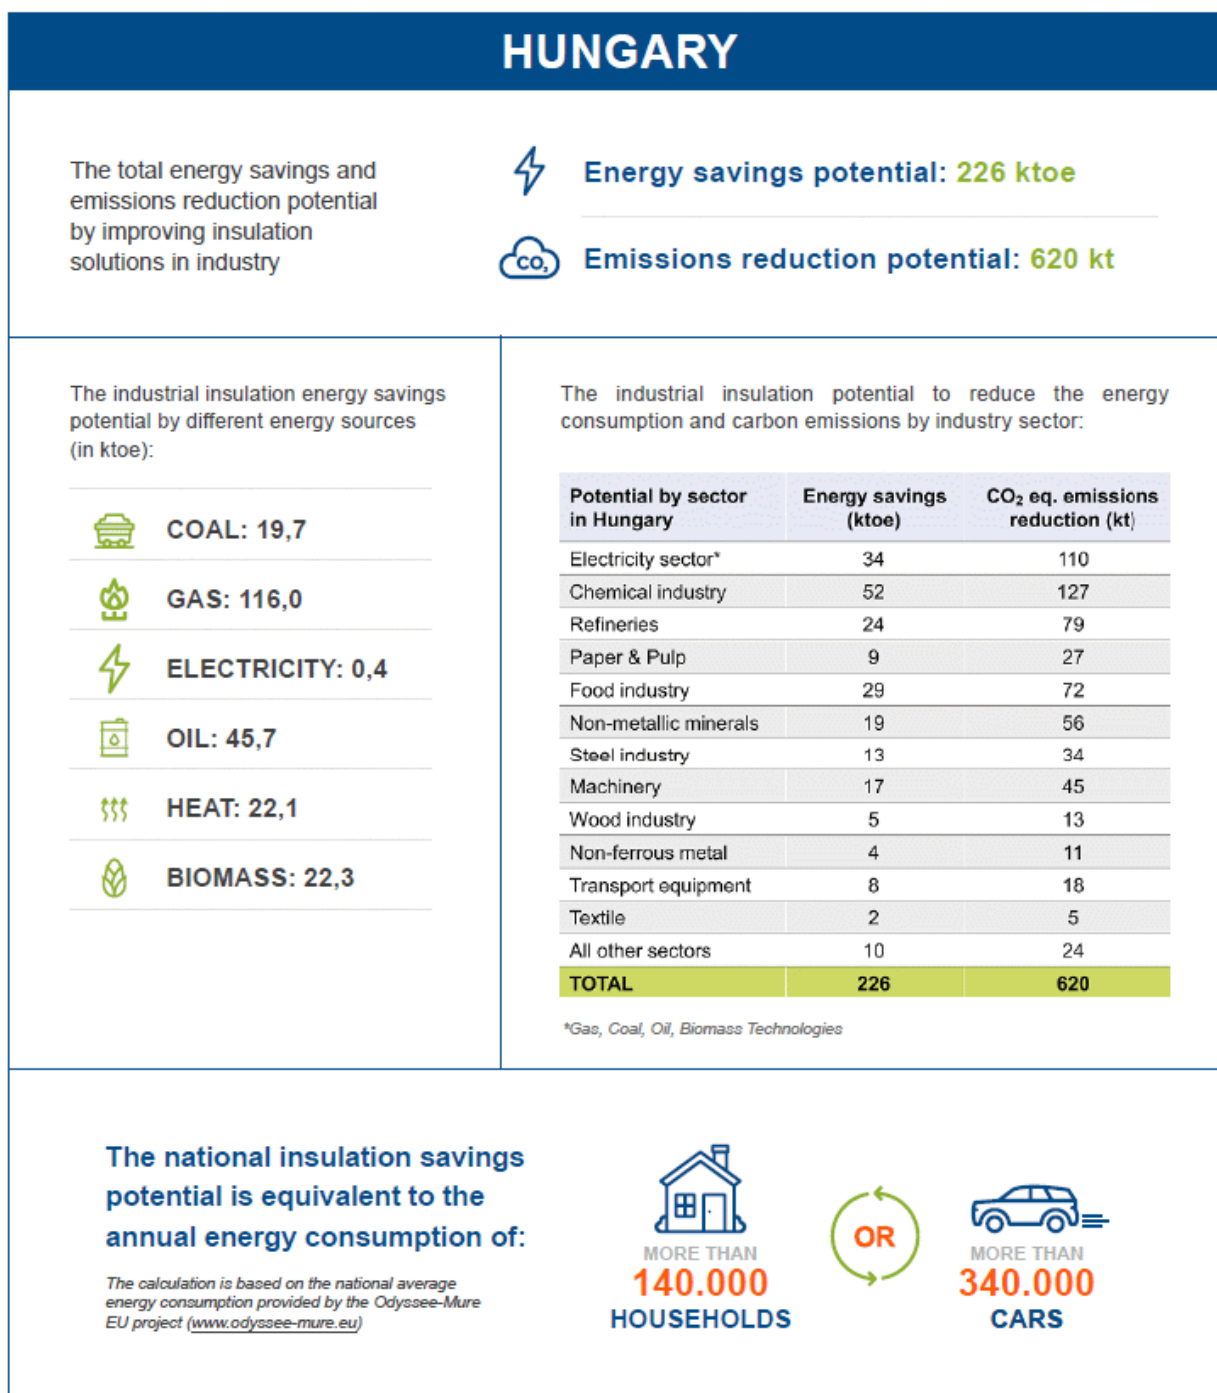 HUNGARY
The total energy savings and
emissions reduction potential
by improving insulation
solutions in industry
Energy savings potential: 226 ktoe
CO₂
Emissions reduction potential: 620 kt
The industrial insulation energy savings
potential by different energy sources
(in ktoe):
COAL: 19,7
GAS: 116,0
ELECTRICITY: 0,4
OIL: 45,7
HEAT: 22,1
BIOMASS: 22,3
The industrial insulation potential to reduce the energy
consumption and carbon emissions by industry sector:
Potential by sector Energy savings CO₂ eq. emissions
in Hungary (ktoe) reduction (kt)
Electricity sector* 34 110
Chemical industry 52 127
Refineries 24 79
Paper & Pulp 9 27
Food industry 29 72
Non-metallic minerals 19 56
Steel industry 13 34
Machinery 17 45
Wood industry 5 13
Non-ferrous metal 4 11
Transport equipment 8 18
Textile 2 5
All other sectors 10 24
TOTAL 226 620
*Gas, Coal, Oil, Biomass Technologies
The national insulation savings
potential is equivalent to the
annual energy consumption of:
The calculation is based on the national average
energy consumption provided by the Odyssee-Mure
EU project (www.odyssee-mure.eu)
MORE THAN
140.000
HOUSEHOLDS
OR
MORE THAN
340.000
CARS